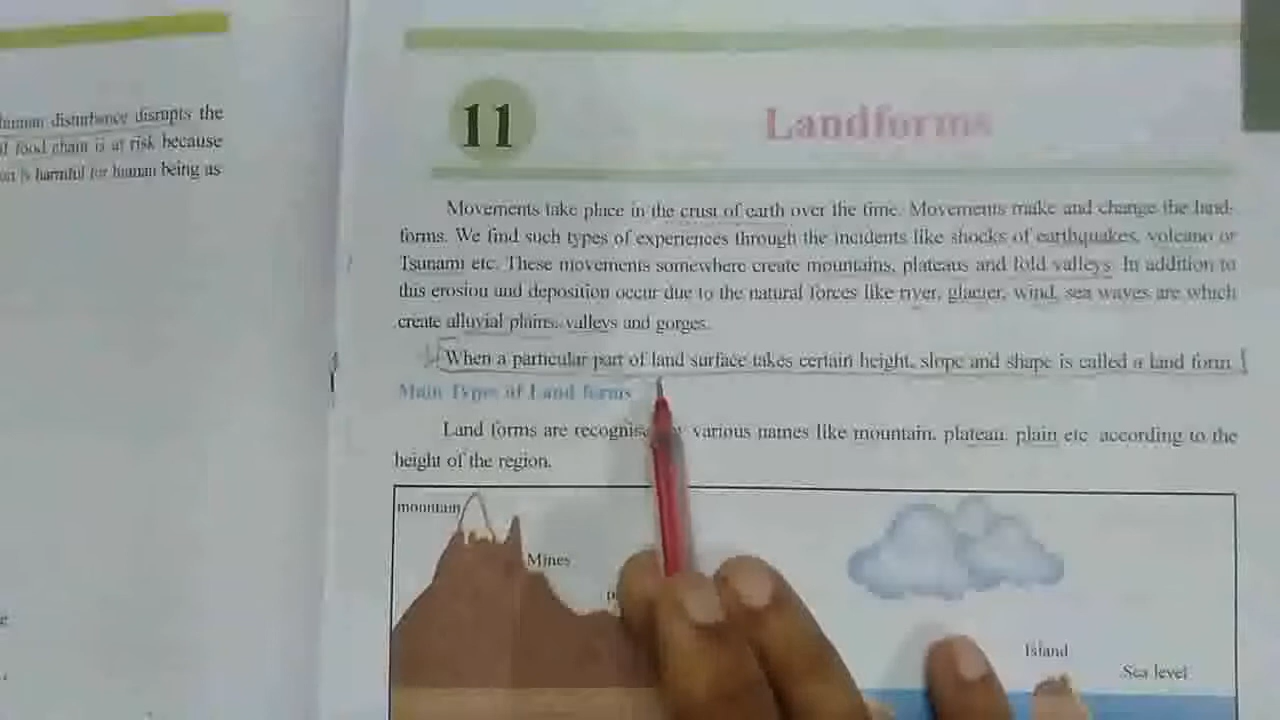 human disturbance disrupts the
food chain is at risk because
is harmful for human being as
11
Landforms
Movements take place in the crust of earth over the time. Movements make and change the land-
forms. We find such types of experiences through the incidents like shocks of earthquakes, volcano or
Tsunami etc. These movements somewhere create mountains, plateaus and fold valleys. In addition to
this erosion and deposition occur due to the natural forces like river, glacier, wind, sea waves are which
create alluvial plains, valleys and gorges.
When a particular part of land surface takes certain height, slope and shape is called a land form.
Main Types of Land forms
Land forms are various names like mountain, plateau, plain etc according to the
height of the region.
mountain
Mines
Island
Sea level